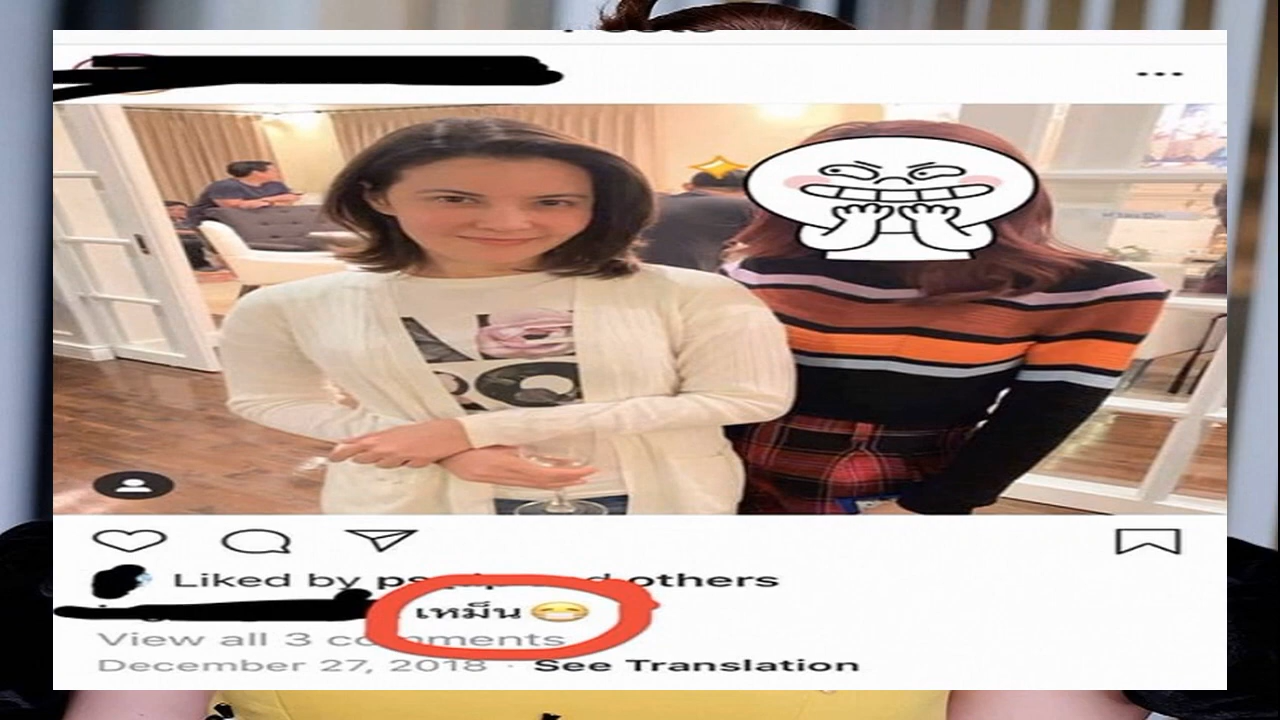 Liked by others
เหม็น😷
View all 3 comments
December 27, 2018 · See Translation